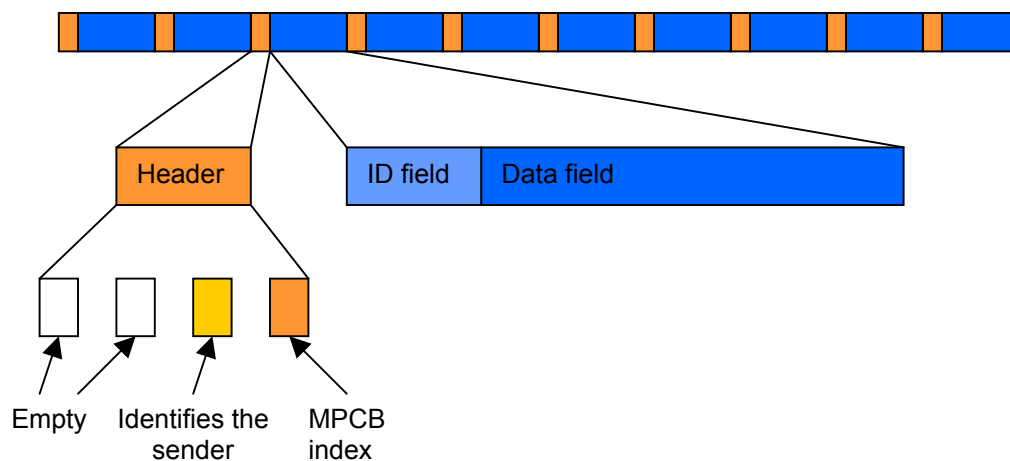 Header
ID field
Data field
Empty
Identifies the
sender
MPCB
index